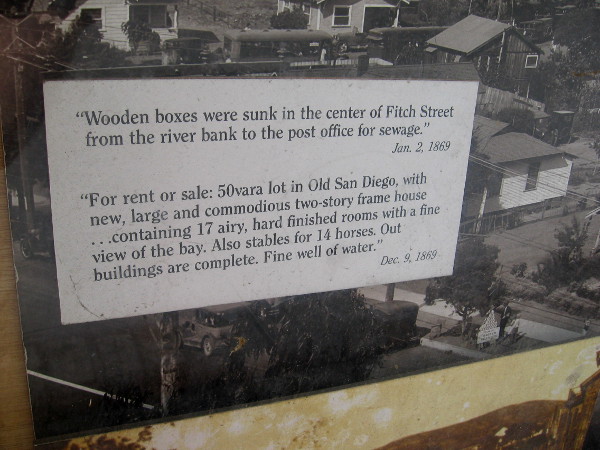 “Wooden boxes were sunk in the center of Fitch Street
from the river bank to the post office for sewage.”
Jan. 2, 1869
“For rent or sale: 50vara lot in Old San Diego, with
new, large and commodious two-story frame house
…containing 17 airy, hard finished rooms with a fine
view of the bay. Also stables for 14 horses. Out
buildings are complete. Fine well of water.”
Dec. 9, 1869